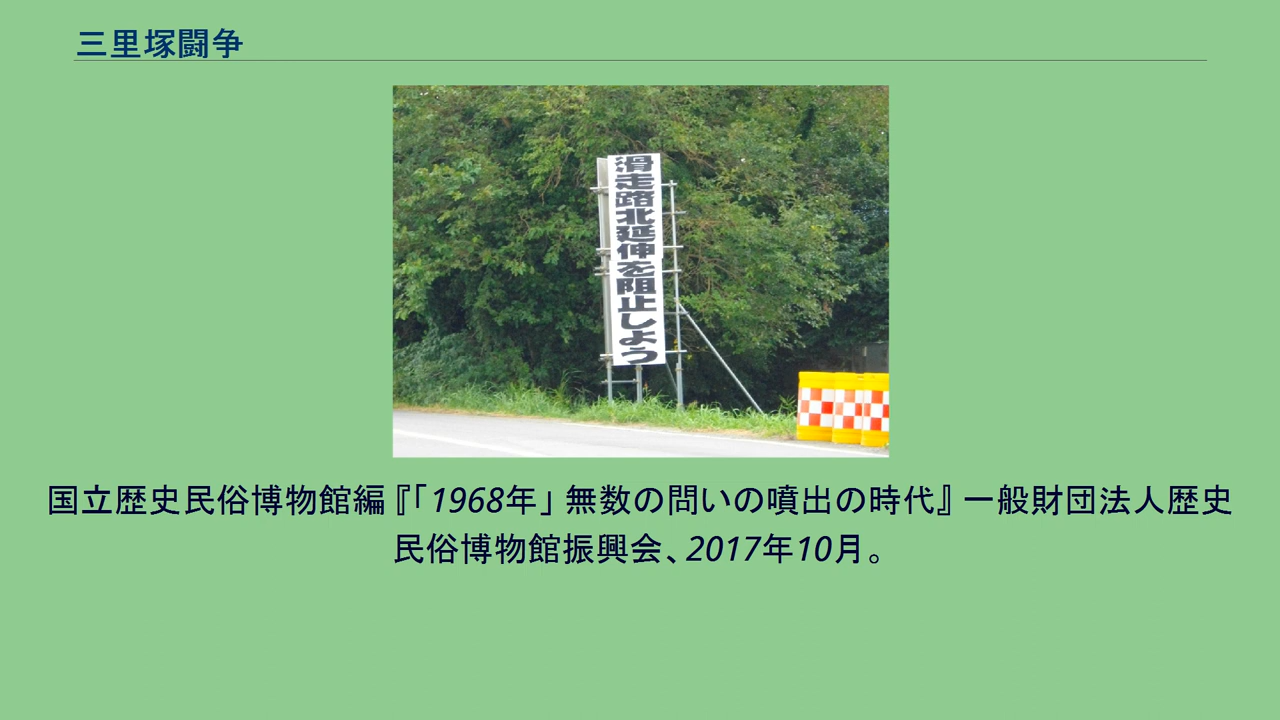 三里塚闘争
滑走路北延伸を阻止しよう
国立歴史民俗博物館編『「1968年」無数の問いの噴出の時代』一般財団法人歴史
民俗博物館振興会、2017年10月。